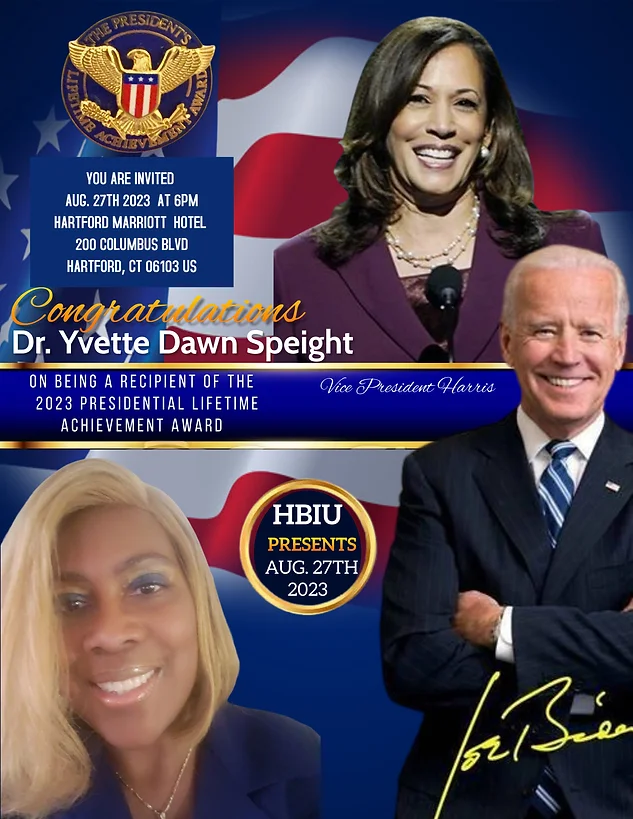 THE PRESIDENT'S
LIFETIME ACHIEVEMENT AWARD
YOU ARE INVITED
AUG. 27TH 2023 AT 6PM
HARTFORD MARRIOTT HOTEL
200 COLUMBUS BLVD
HARTFORD, CT 06103 US
Congratulations
Dr. Yvette Dawn Speight
ON BEING A RECIPIENT OF THE
2023 PRESIDENTIAL LIFETIME
ACHIEVEMENT AWARD
Vice President Harris
HBIU
PRESENTS
AUG. 27TH
2023
Joe Biden